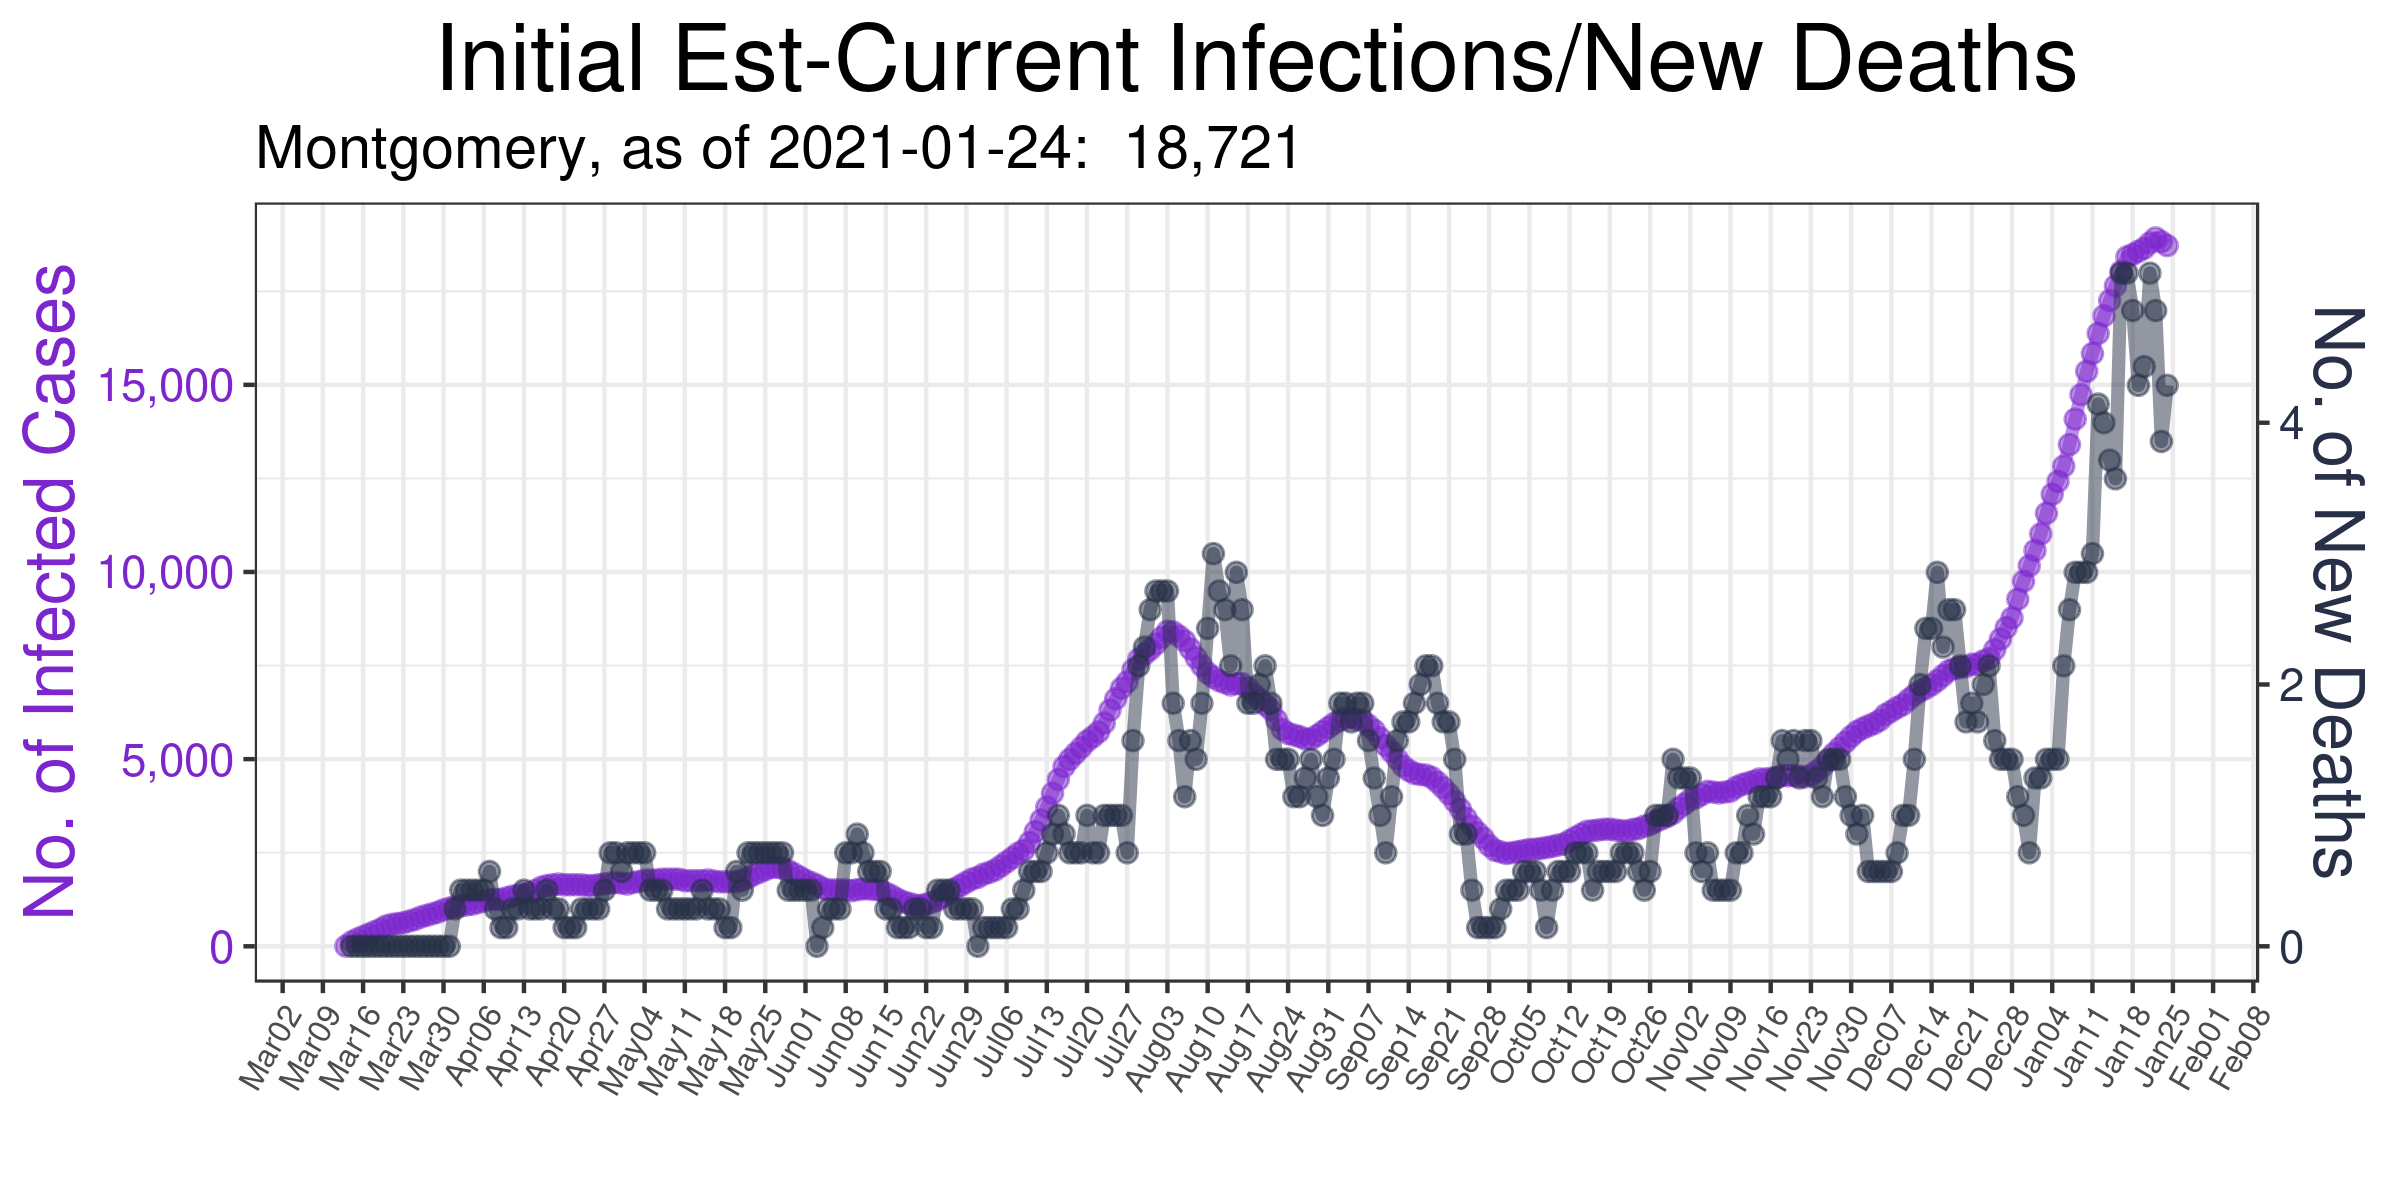 Initial Est-Current Infections/New Deaths
Montgomery, as of 2021-01-24:  18,721
No. of Infected Cases
15,000
10,000
5,000
0
4
2
0
No. of New Deaths
Mar02 Mar09 Mar16 Mar23 Mar30 Apr06 Apr13 Apr20 Apr27 May04 May11 May18 May25 Jun01 Jun08 Jun15 Jun22 Jun29 Jul06 Jul13 Jul20 Jul27 Aug03 Aug10 Aug17 Aug24 Aug31 Sep07 Sep14 Sep21 Sep28 Oct05 Oct12 Oct19 Oct26 Nov02 Nov09 Nov16 Nov23 Nov30 Nov37 Dec07 Dec14 Dec21 Dec28 Dec04 Jan11 Jan18 Jan25 Feb01 Feb08